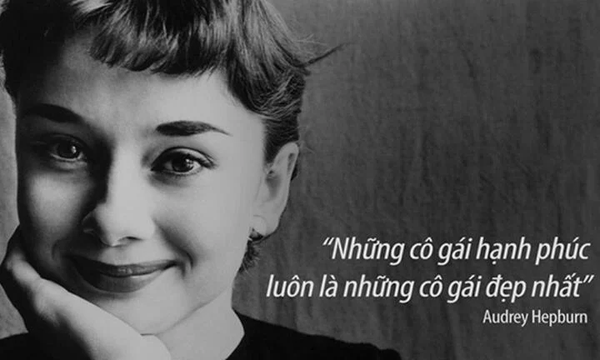 “Những cô gái hạnh phúc
luôn là những cô gái đẹp nhất”
Audrey Hepburn